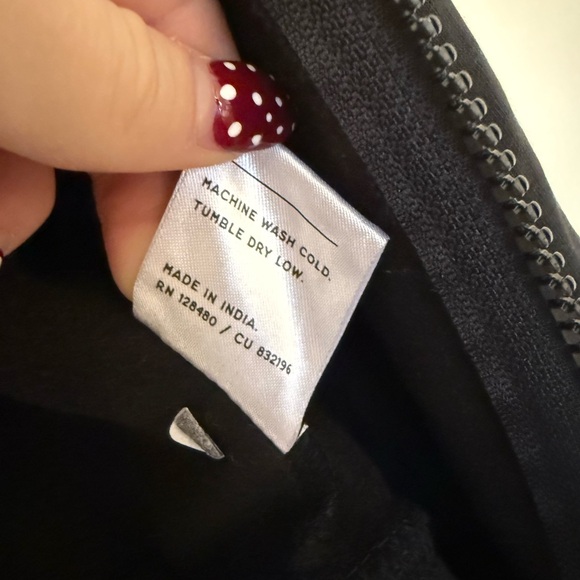 MACHINE WASH COLD.
TUMBLE DRY LOW.
MADE IN INDIA.
RN 128480 / CU 832196